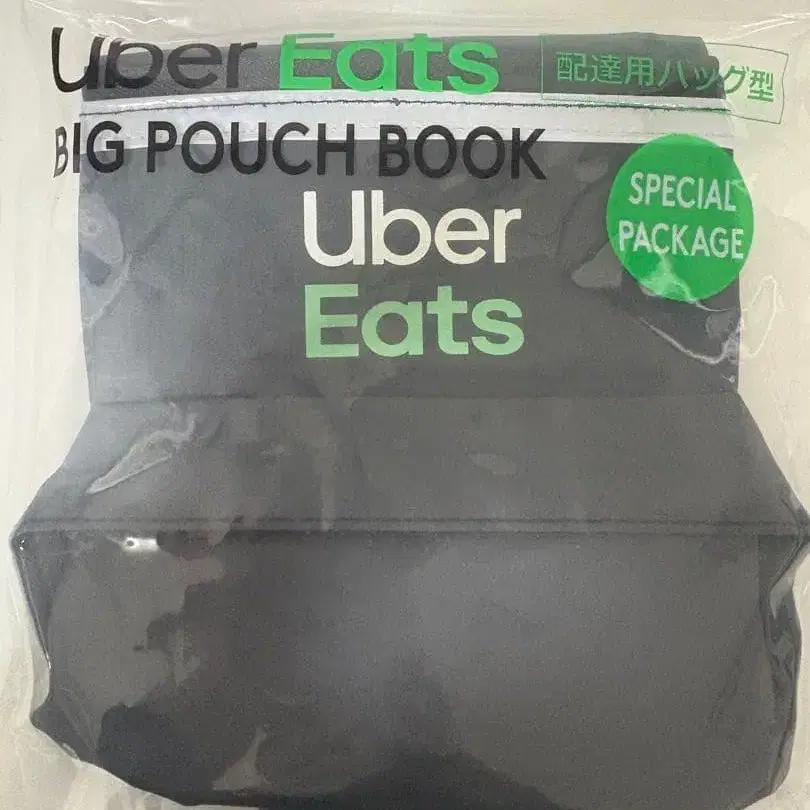 Uber Eats
配達用バッグ型
BIG POUCH BOOK
SPECIAL
PACKAGE
Uber
Eats